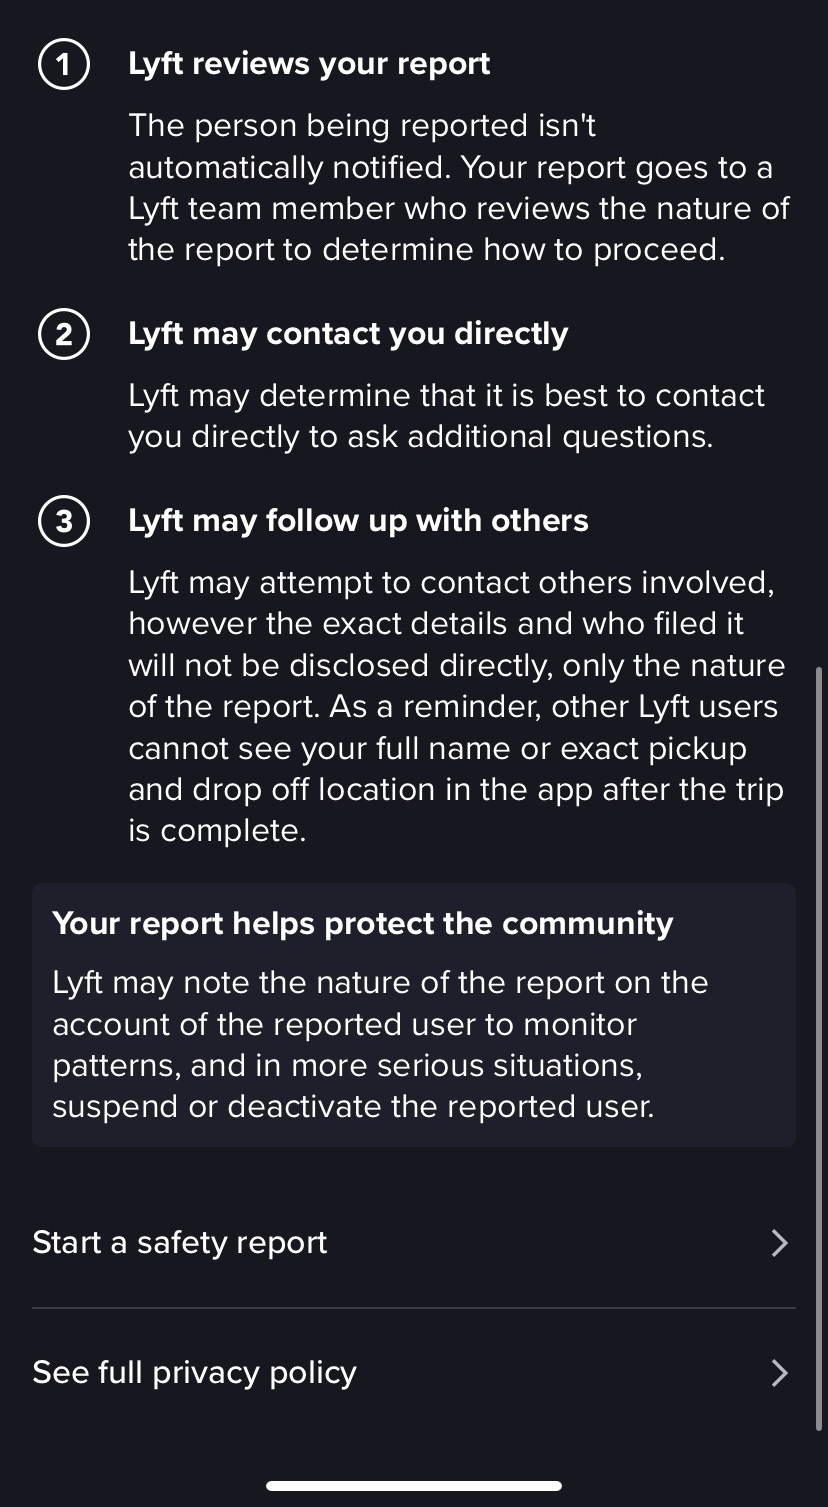 1 Lyft reviews your report
The person being reported isn't
automatically notified. Your report goes to a
Lyft team member who reviews the nature of
the report to determine how to proceed.
2 Lyft may contact you directly
Lyft may determine that it is best to contact
you directly to ask additional questions.
3 Lyft may follow up with others
Lyft may attempt to contact others involved,
however the exact details and who filed it
will not be disclosed directly, only the nature
of the report. As a reminder, other Lyft users
cannot see your full name or exact pickup
and drop off location in the app after the trip
is complete.
Your report helps protect the community
Lyft may note the nature of the report on the
account of the reported user to monitor
patterns, and in more serious situations,
suspend or deactivate the reported user.
Start a safety report
See full privacy policy